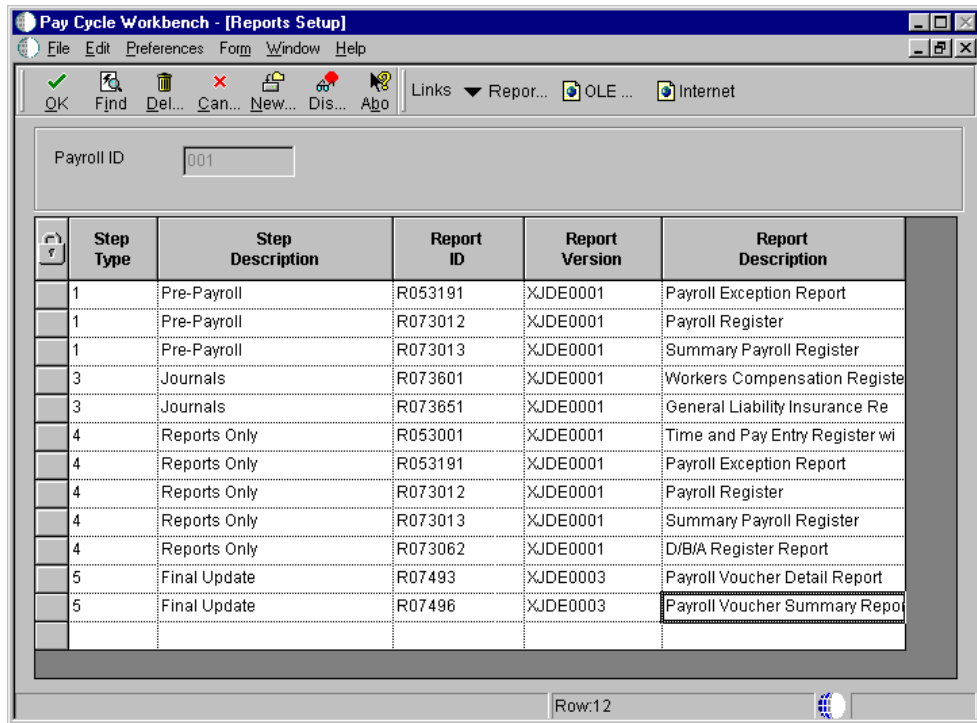 Pay Cycle Workbench - [Reports Setup]
File Edit Preferences Form Window Help
OK Find Del... Can... New... Dis... Abo Links Repor... OLE ... Internet
Payroll ID 001
Step Type Step Description Report ID Report Version Report Description
1 Pre-Payroll R053191 XJDE0001 Payroll Exception Report
1 Pre-Payroll R073012 XJDE0001 Payroll Register
1 Pre-Payroll R073013 XJDE0001 Summary Payroll Register
3 Journals R073601 XJDE0001 Workers Compensation Registe
3 Journals R073651 XJDE0001 General Liability Insurance Re
4 Reports Only R053001 XJDE0001 Time and Pay Entry Register wi
4 Reports Only R053191 XJDE0001 Payroll Exception Report
4 Reports Only R073012 XJDE0001 Payroll Register
4 Reports Only R073013 XJDE0001 Summary Payroll Register
4 Reports Only R073062 XJDE0001 D/B/A Register Report
5 Final Update R07493 XJDE0003 Payroll Voucher Detail Report
5 Final Update R07496 XJDE0003 Payroll Voucher Summary Repor
Row:12